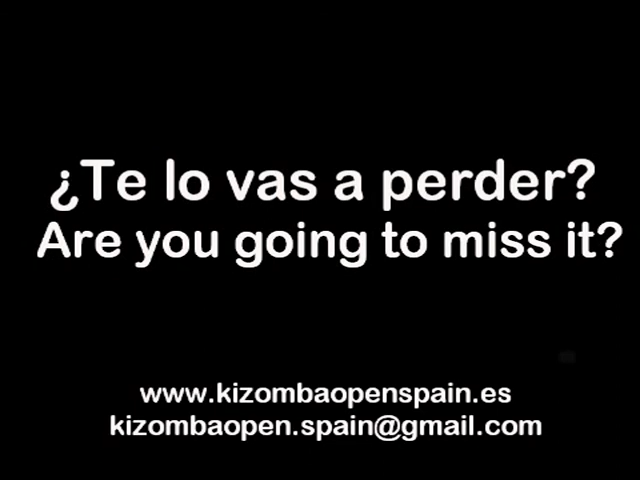 ¿Te lo vas a perder?
Are you going to miss it?
www.kizombaopenspain.es
kizombaopen.spain@gmail.com